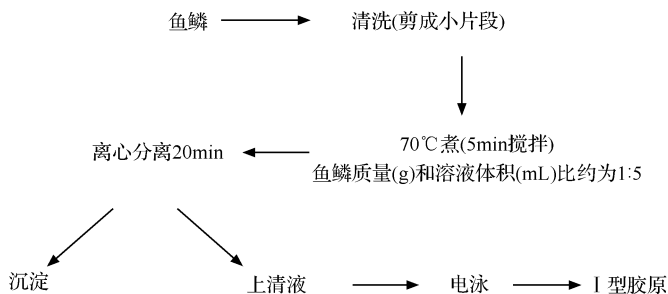 鱼鳞
清洗(剪成小片段)
70℃煮(5min搅拌)
鱼鳞质量(g)和溶液体积(mL)比约为1:5
离心分离20min
沉淀
上清液
电泳
Ⅰ型胶原